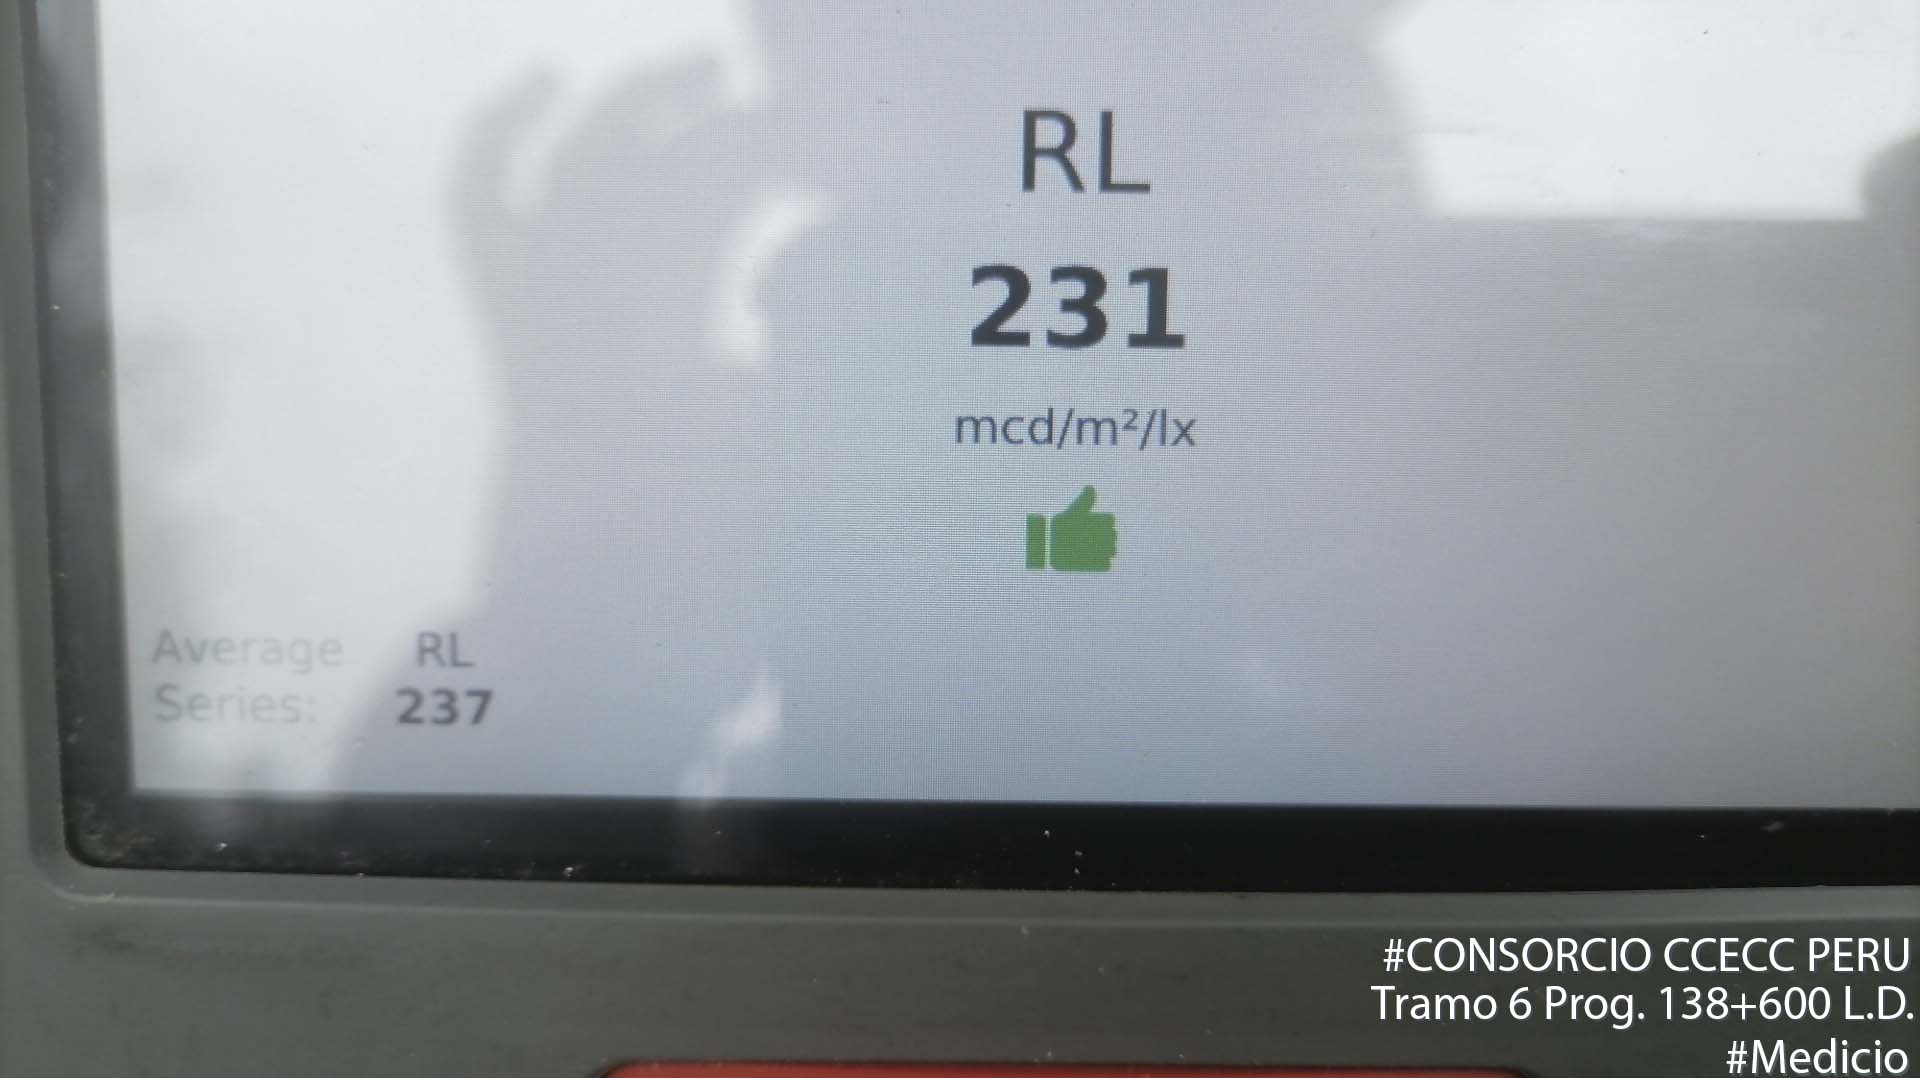 RL
231
mcd/m²/lx
Average RL
Series: 237
#CONSORCIO CCECC PERU
Tramo 6 Prog. 138+600 L.D.
#Medicio